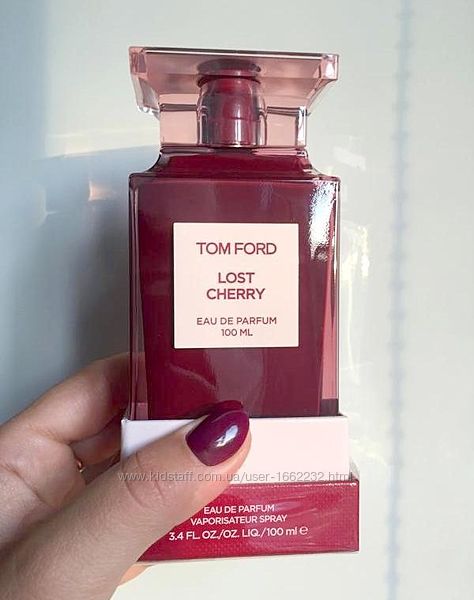 TOM FORD
LOST
CHERRY
EAU DE PARFUM
100 ML
www.kidstaff.com.ua/user-1662232.html
EAU DE PARFUM
VAPORISATEUR SPRAY
3.4 FL. OZ./OZ. LIQ./100 ml ℮